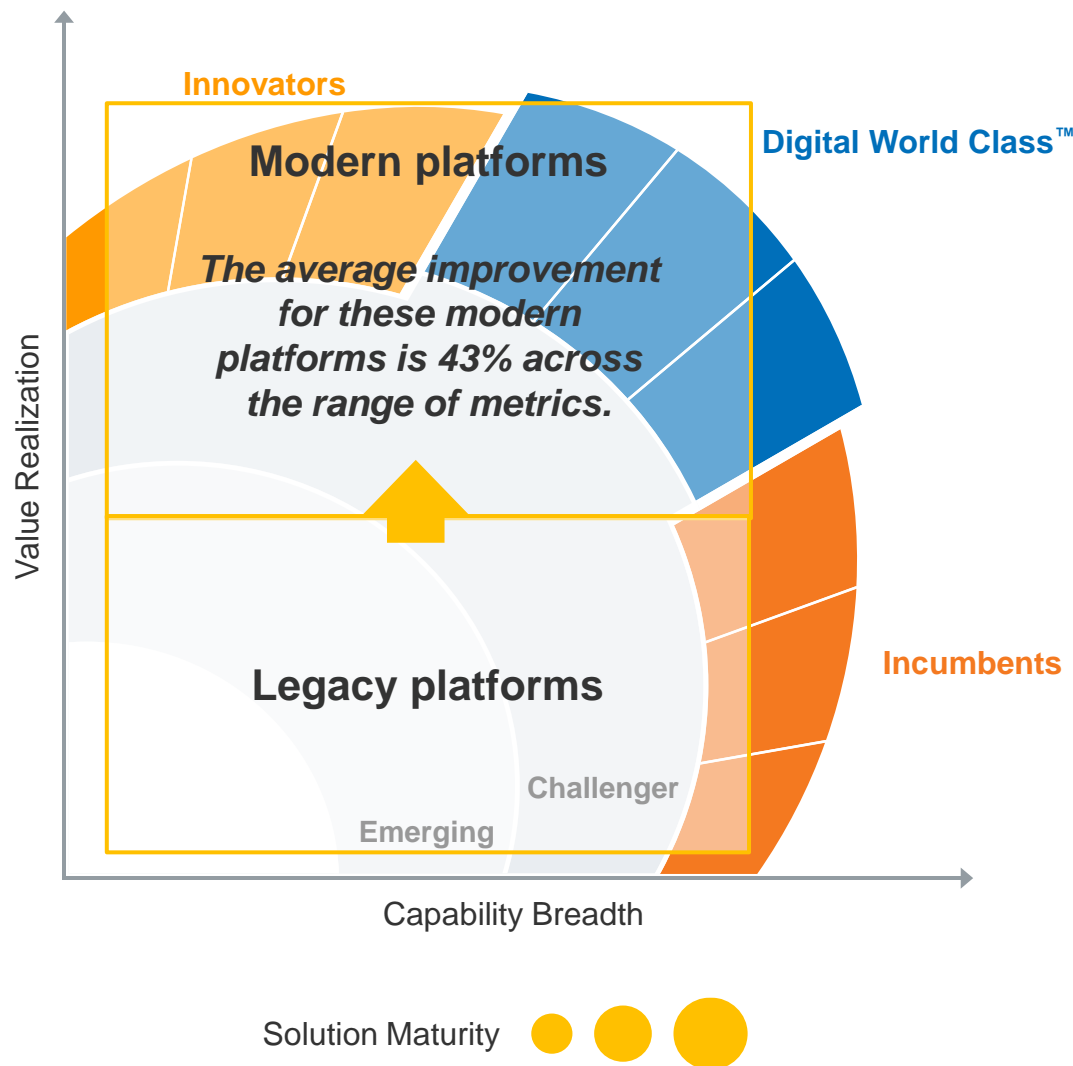 Innovators
Digital World Class™
Modern platforms
The average improvement
for these modern
platforms is 43% across
the range of metrics.
Value Realization
Incumbents
Legacy platforms
Challenger
Emerging
Capability Breadth
Solution Maturity